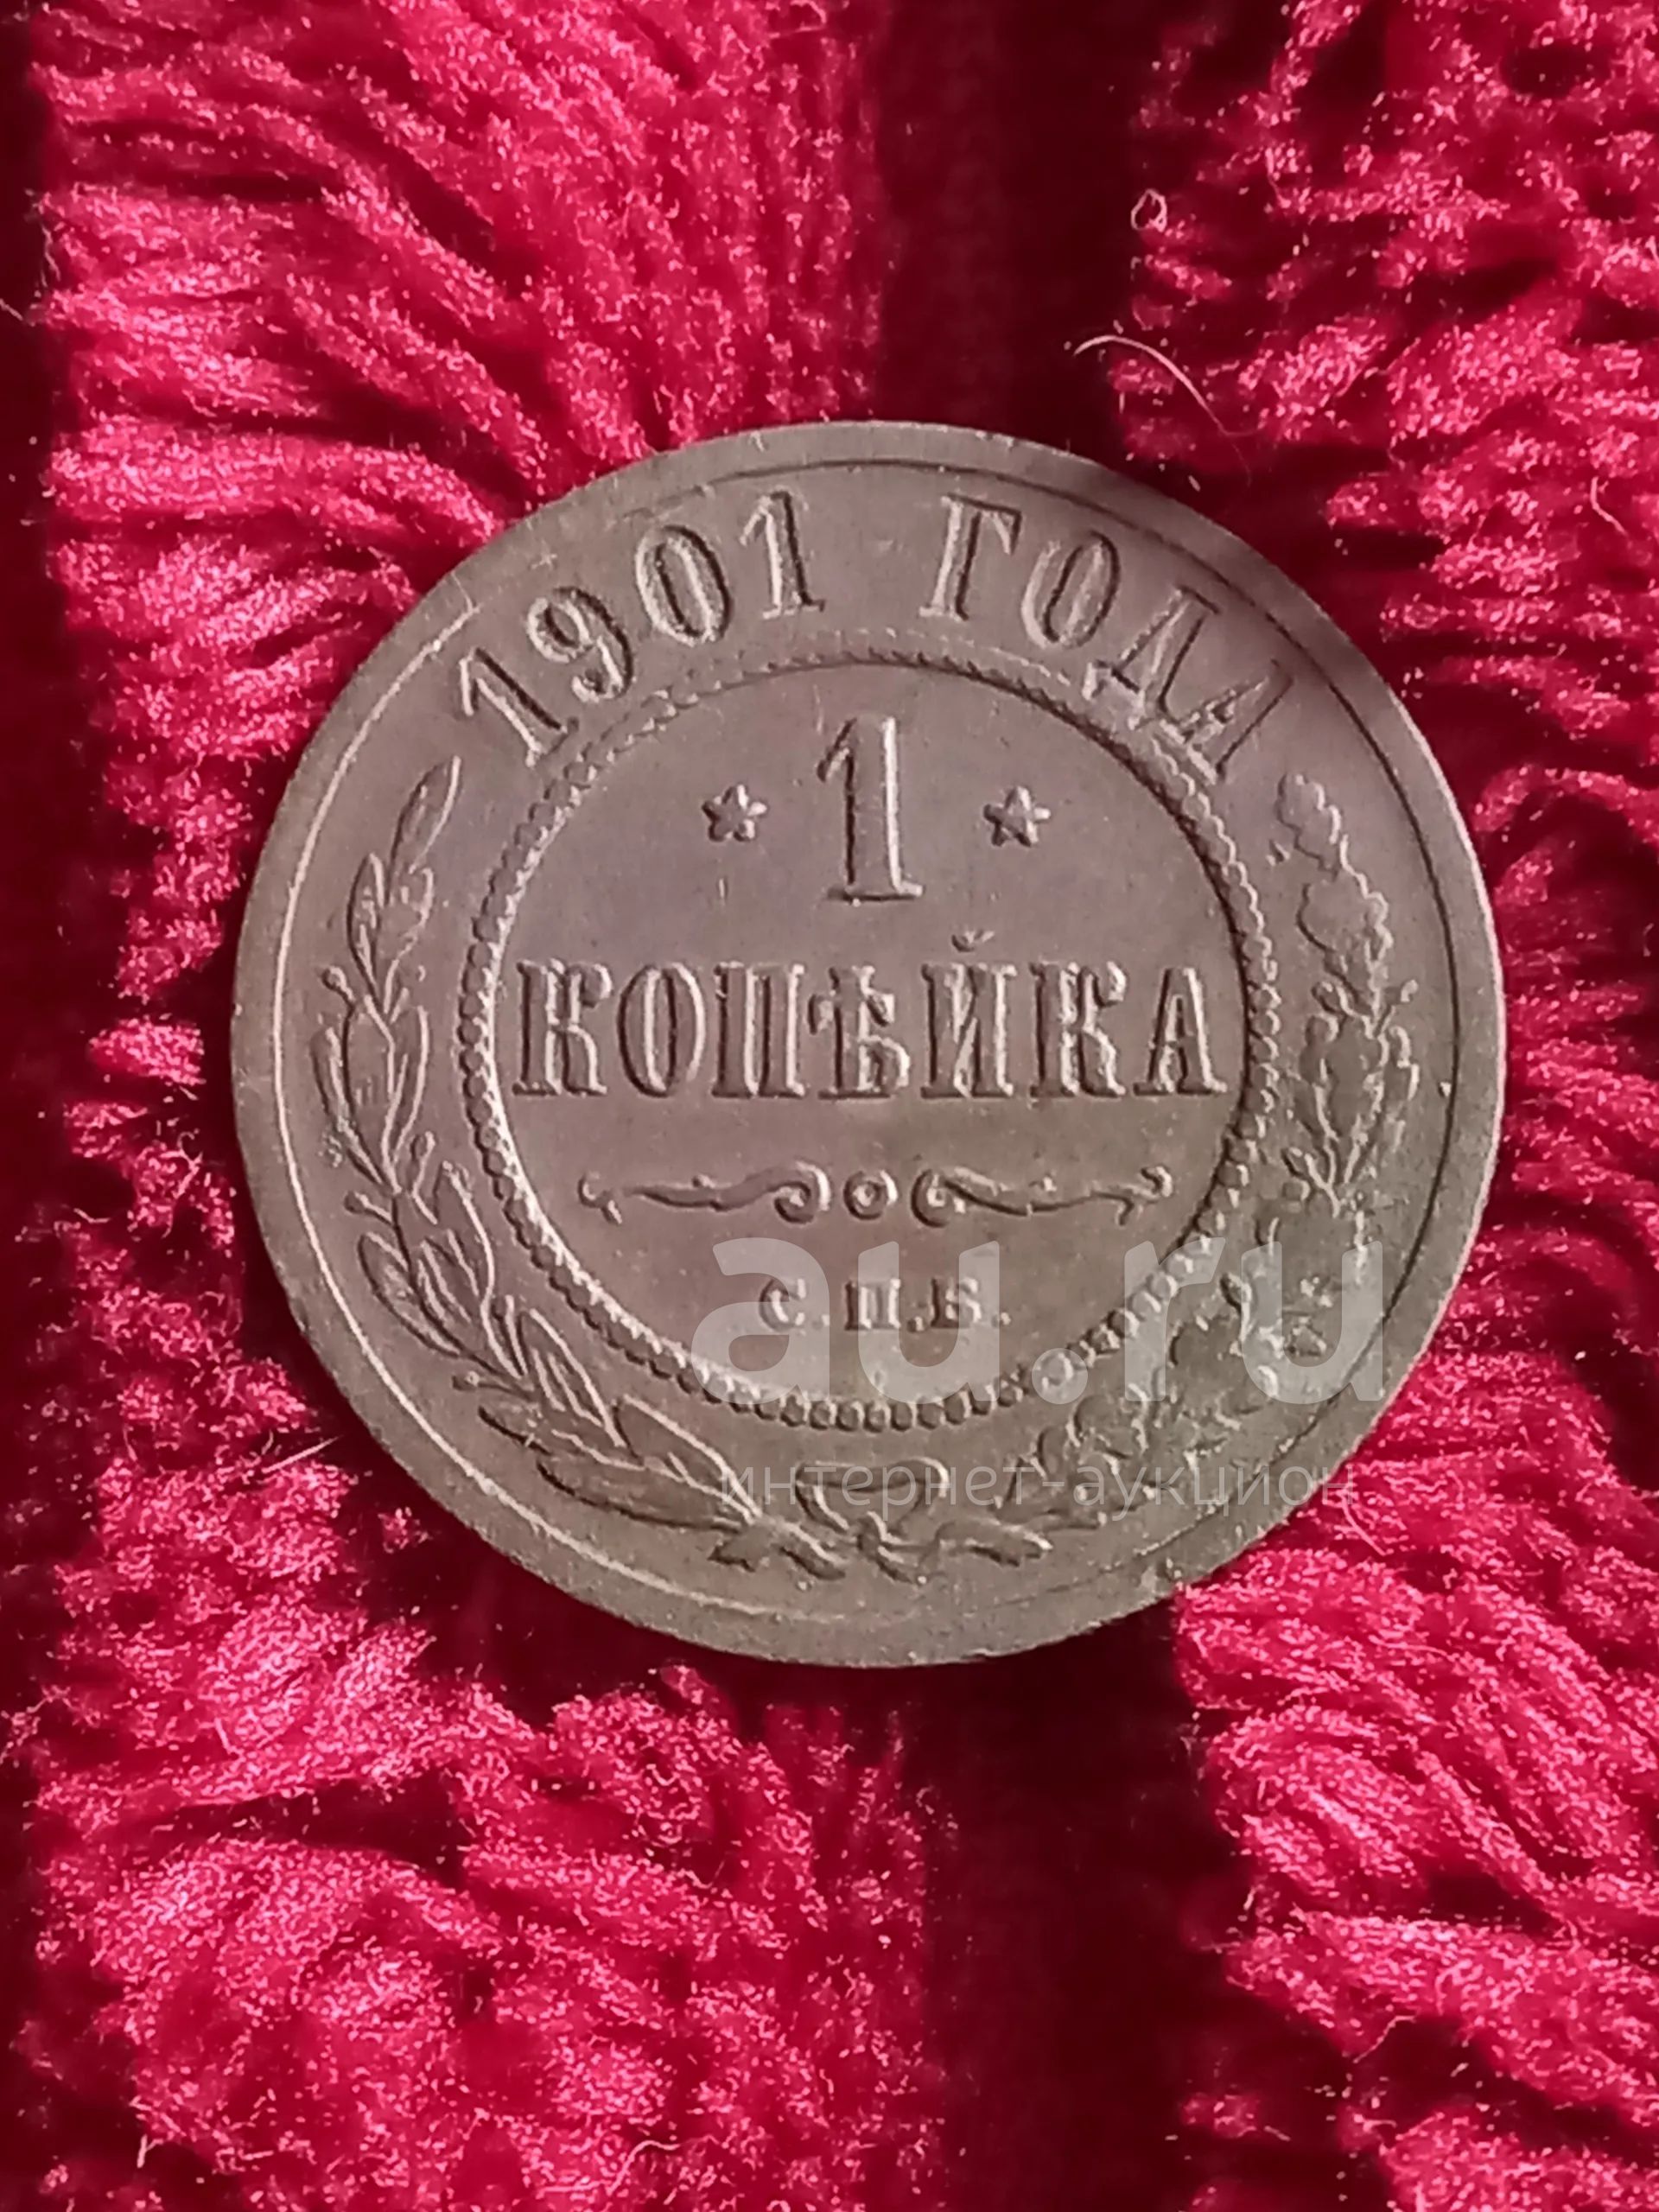 1901 ГОДА
* 1 *
КОПѢЙКА
С.П.Б.
au.ru
интернет-аукцион